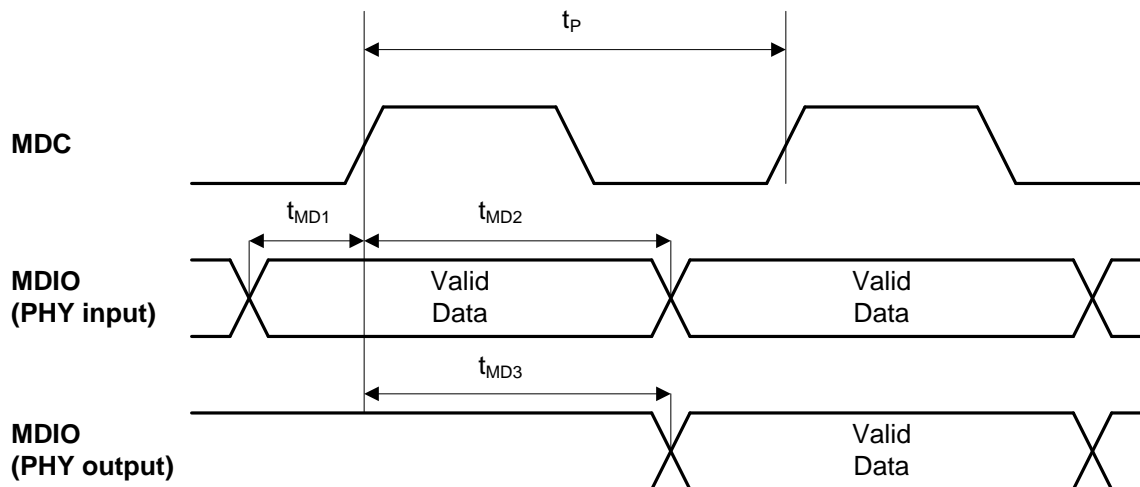 tP
MDC
tMD1
tMD2
MDIO
(PHY input)
Valid
Data
Valid
Data
tMD3
MDIO
(PHY output)
Valid
Data